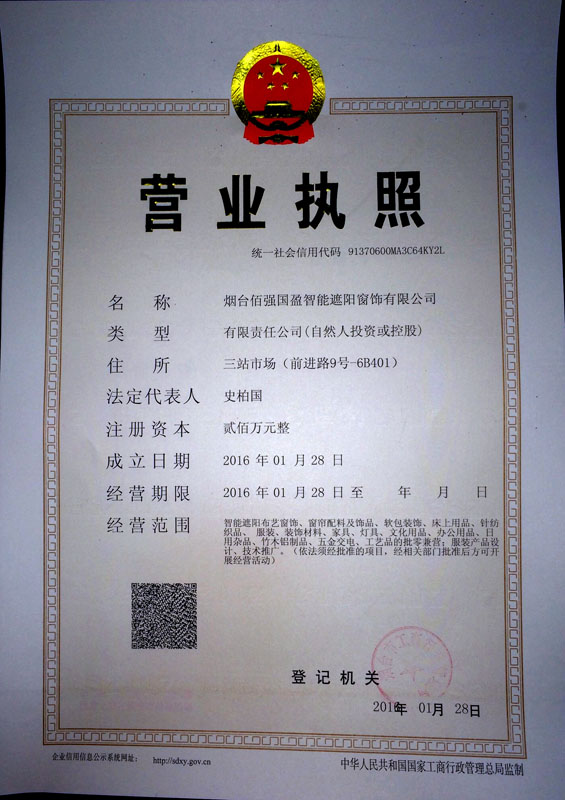 营业执照
统一社会信用代码 91370600MA3C64KY2L
名称 烟台佰强国盈智能遮阳窗饰有限公司
类型 有限责任公司(自然人投资或控股)
住所 三站市场（前进路9号-6B401）
法定代表人 史柏国
注册资本 贰佰万元整
成立日期 2016 年 01 月 28 日
经营期限 2016 年 01 月 28 日 至 年 月 日
经营范围 智能遮阳布艺窗饰、窗帘配料及饰品、软包装饰、床上用品、针纺
织品、 服装、装饰材料、家具、灯具、文化用品、办公用品、日
用杂品、竹木铝制品、五金交电、工艺品的批零兼营；服装产品设
计、技术推广。（依法须经批准的项目，经相关部门批准后方可开
展经营活动）
登记机关
2016年 01月 28日
企业信用信息公示系统网址： http://sdxy.gov.cn
中华人民共和国国家工商行政管理总局监制